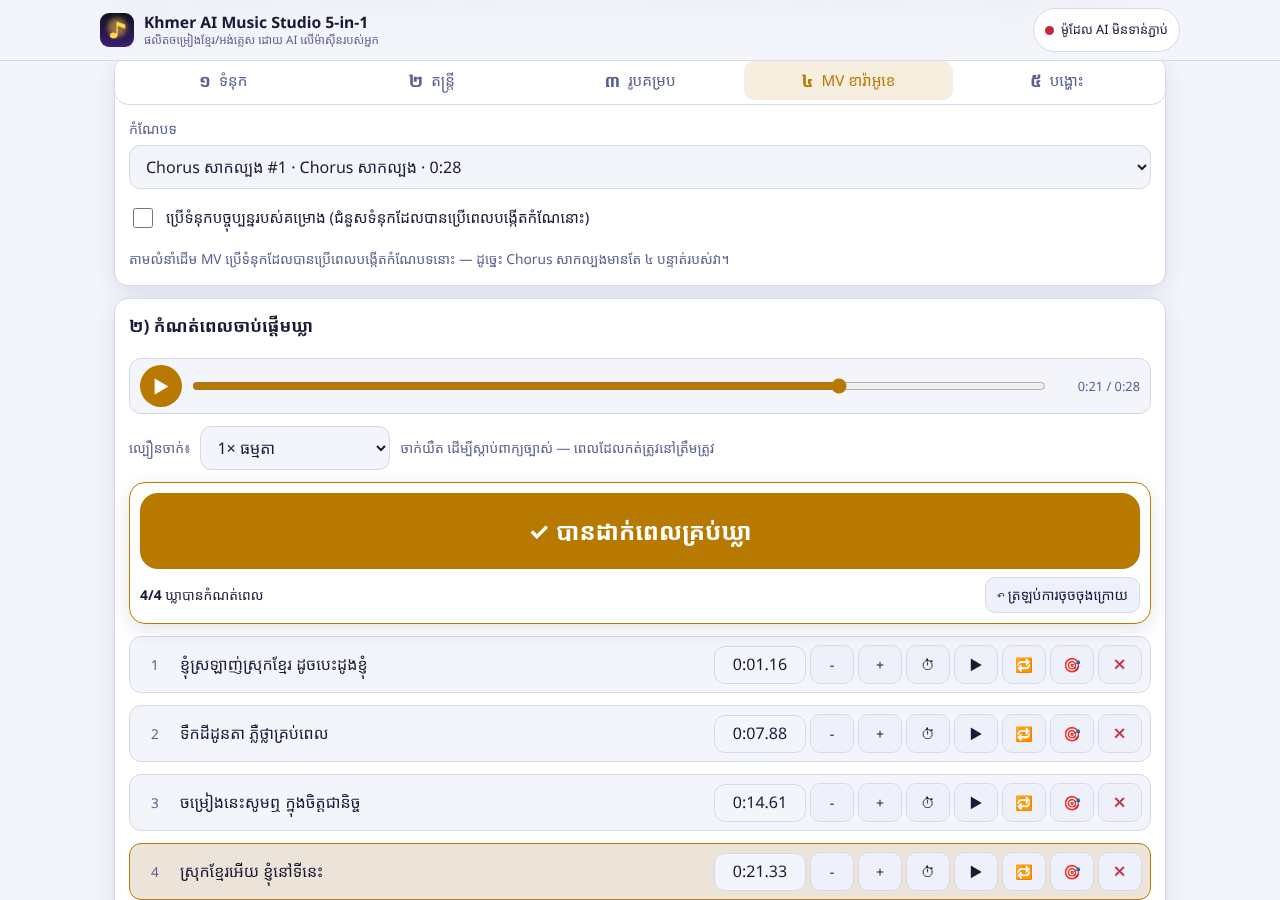 Khmer AI Music Studio 5-in-1
ផលិតចម្រៀងខ្មែរ/អង់គ្លេស ដោយ AI លើម៉ាស៊ីនរបស់អ្នក
ម៉ូដែល AI មិនទាន់ភ្ជាប់
១ ទំនុក
២ តន្ត្រី
៣ រូបគម្រប
៤ MV ខារ៉ាអូខេ
៥ បង្ហោះ
កំណែបទ
Chorus សាកល្បង #1 · Chorus សាកល្បង · 0:28
ប្រើទំនុកបច្ចុប្បន្នរបស់គម្រោង (ជំនួសទំនុកដែលបានប្រើពេលបង្កើតកំណែនោះ)
តាមលំនាំដើម MV ប្រើទំនុកដែលបានប្រើពេលបង្កើតកំណែបទនោះ — ដូច្នេះ Chorus សាកល្បងមានតែ ៤ បន្ទាត់របស់វា។
២) កំណត់ពេលចាប់ផ្ដើមឃ្លា
0:21 / 0:28
ល្បឿនចាក់៖
1× ធម្មតា
ចាក់យឺត ដើម្បីស្តាប់ពាក្យច្បាស់ — ពេលដែលកត់ត្រូវនៅត្រឹមត្រូវ
✓ បានដាក់ពេលគ្រប់ឃ្លា
4/4 ឃ្លាបានកំណត់ពេល
↶ ត្រឡប់ការចុចចុងក្រោយ
1 ខ្ញុំស្រឡាញ់ស្រុកខ្មែរ ដូចបេះដូងខ្ញុំ 0:01.16 - + ⏱ ▶ 🔁 🎯 ✕
2 ទឹកដីដូនតា ភ្លឺថ្លាគ្រប់ពេល 0:07.88 - + ⏱ ▶ 🔁 🎯 ✕
3 ចម្រៀងនេះសូមឮ ក្នុងចិត្តជានិច្ច 0:14.61 - + ⏱ ▶ 🔁 🎯 ✕
4 ស្រុកខ្មែរអើយ ខ្ញុំនៅទីនេះ 0:21.33 - + ⏱ ▶ 🔁 🎯 ✕